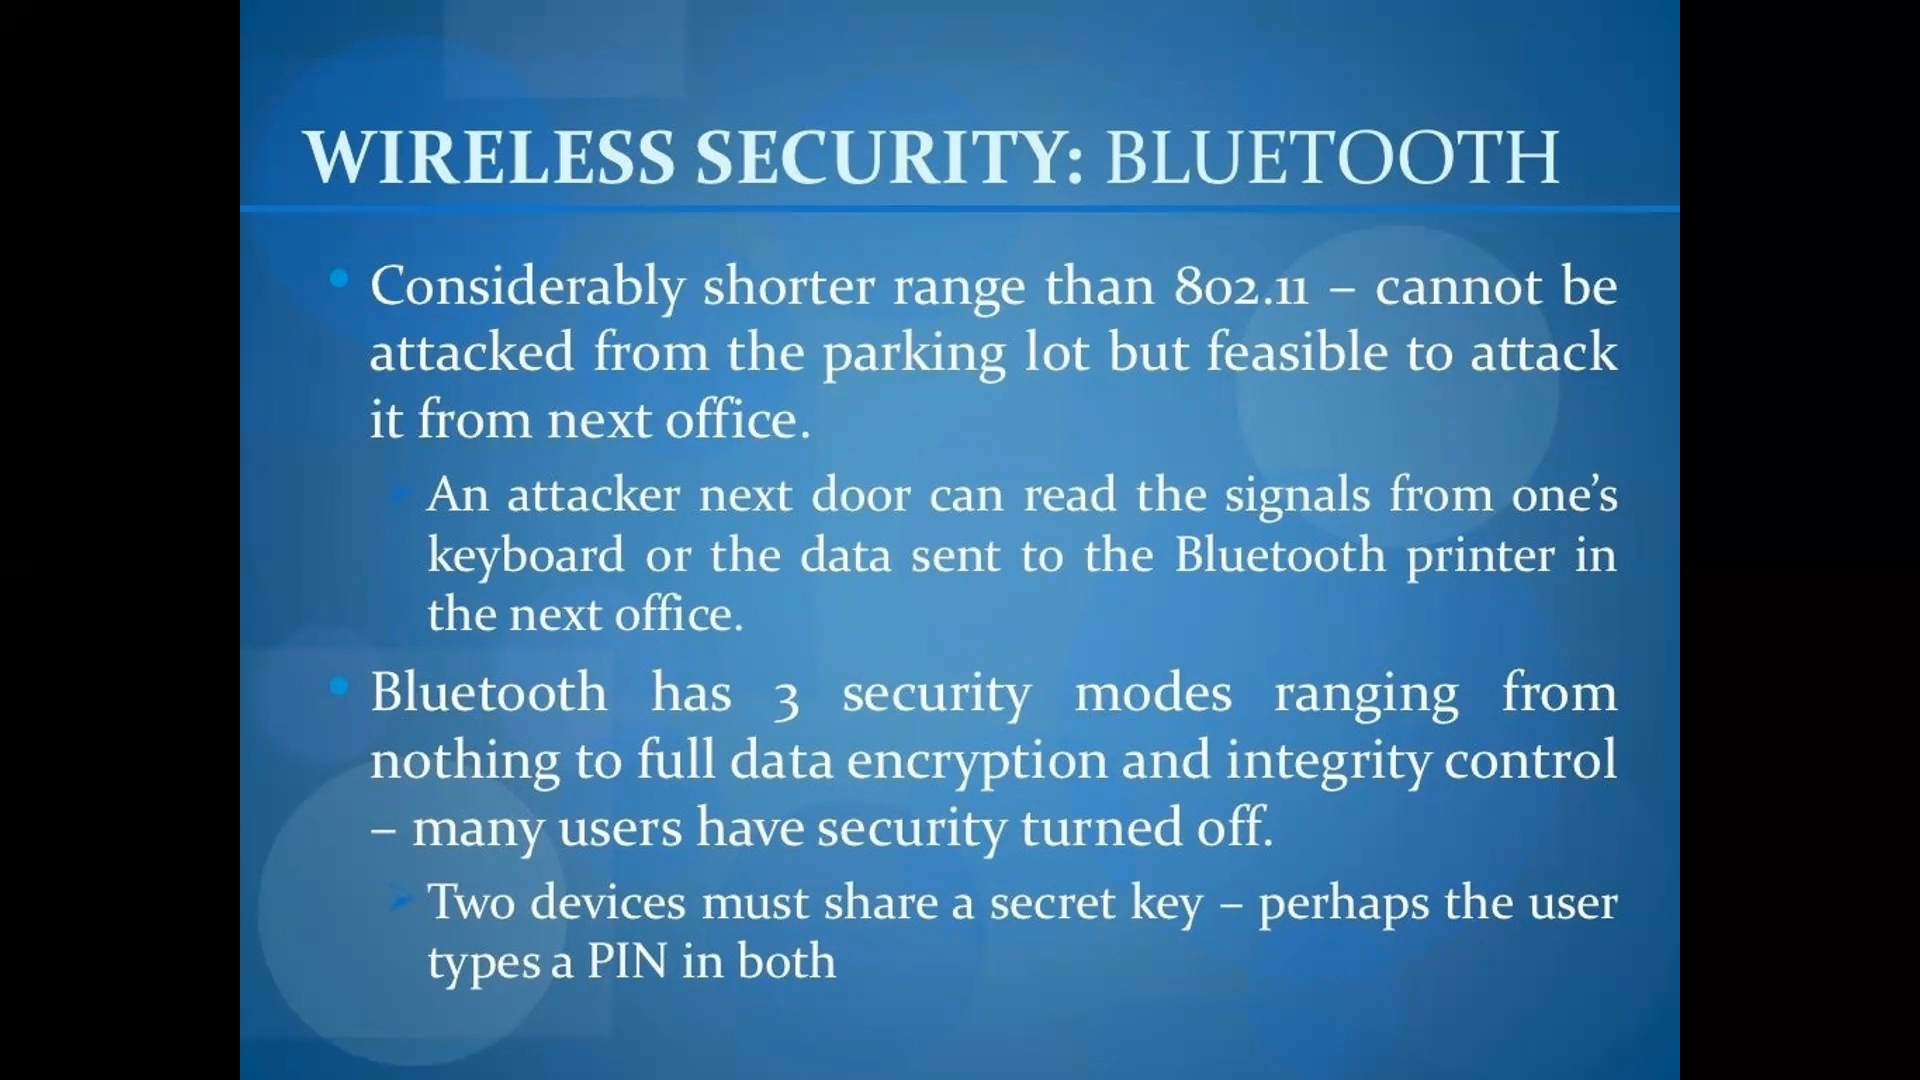 WIRELESS SECURITY: BLUETOOTH
Considerably shorter range than 802.11 – cannot be
attacked from the parking lot but feasible to attack
it from next office.
An attacker next door can read the signals from one’s
keyboard or the data sent to the Bluetooth printer in
the next office.
Bluetooth has 3 security modes ranging from
nothing to full data encryption and integrity control
– many users have security turned off.
Two devices must share a secret key – perhaps the user
types a PIN in both